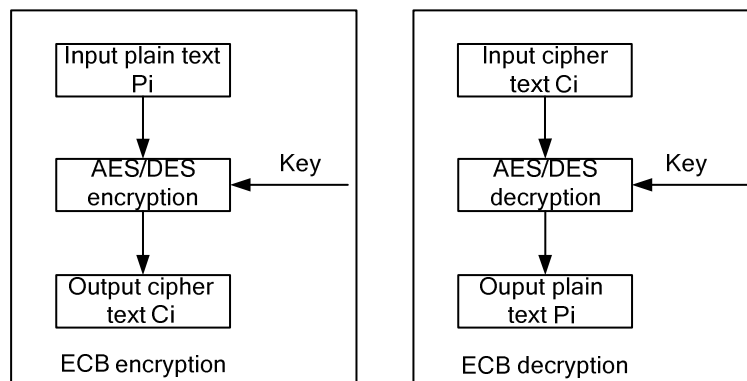 Input plain text
Pi
AES/DES
encryption
Key
Output cipher
text Ci
ECB encryption
Input cipher
text Ci
AES/DES
decryption
Key
Ouput plain
text Pi
ECB decryption